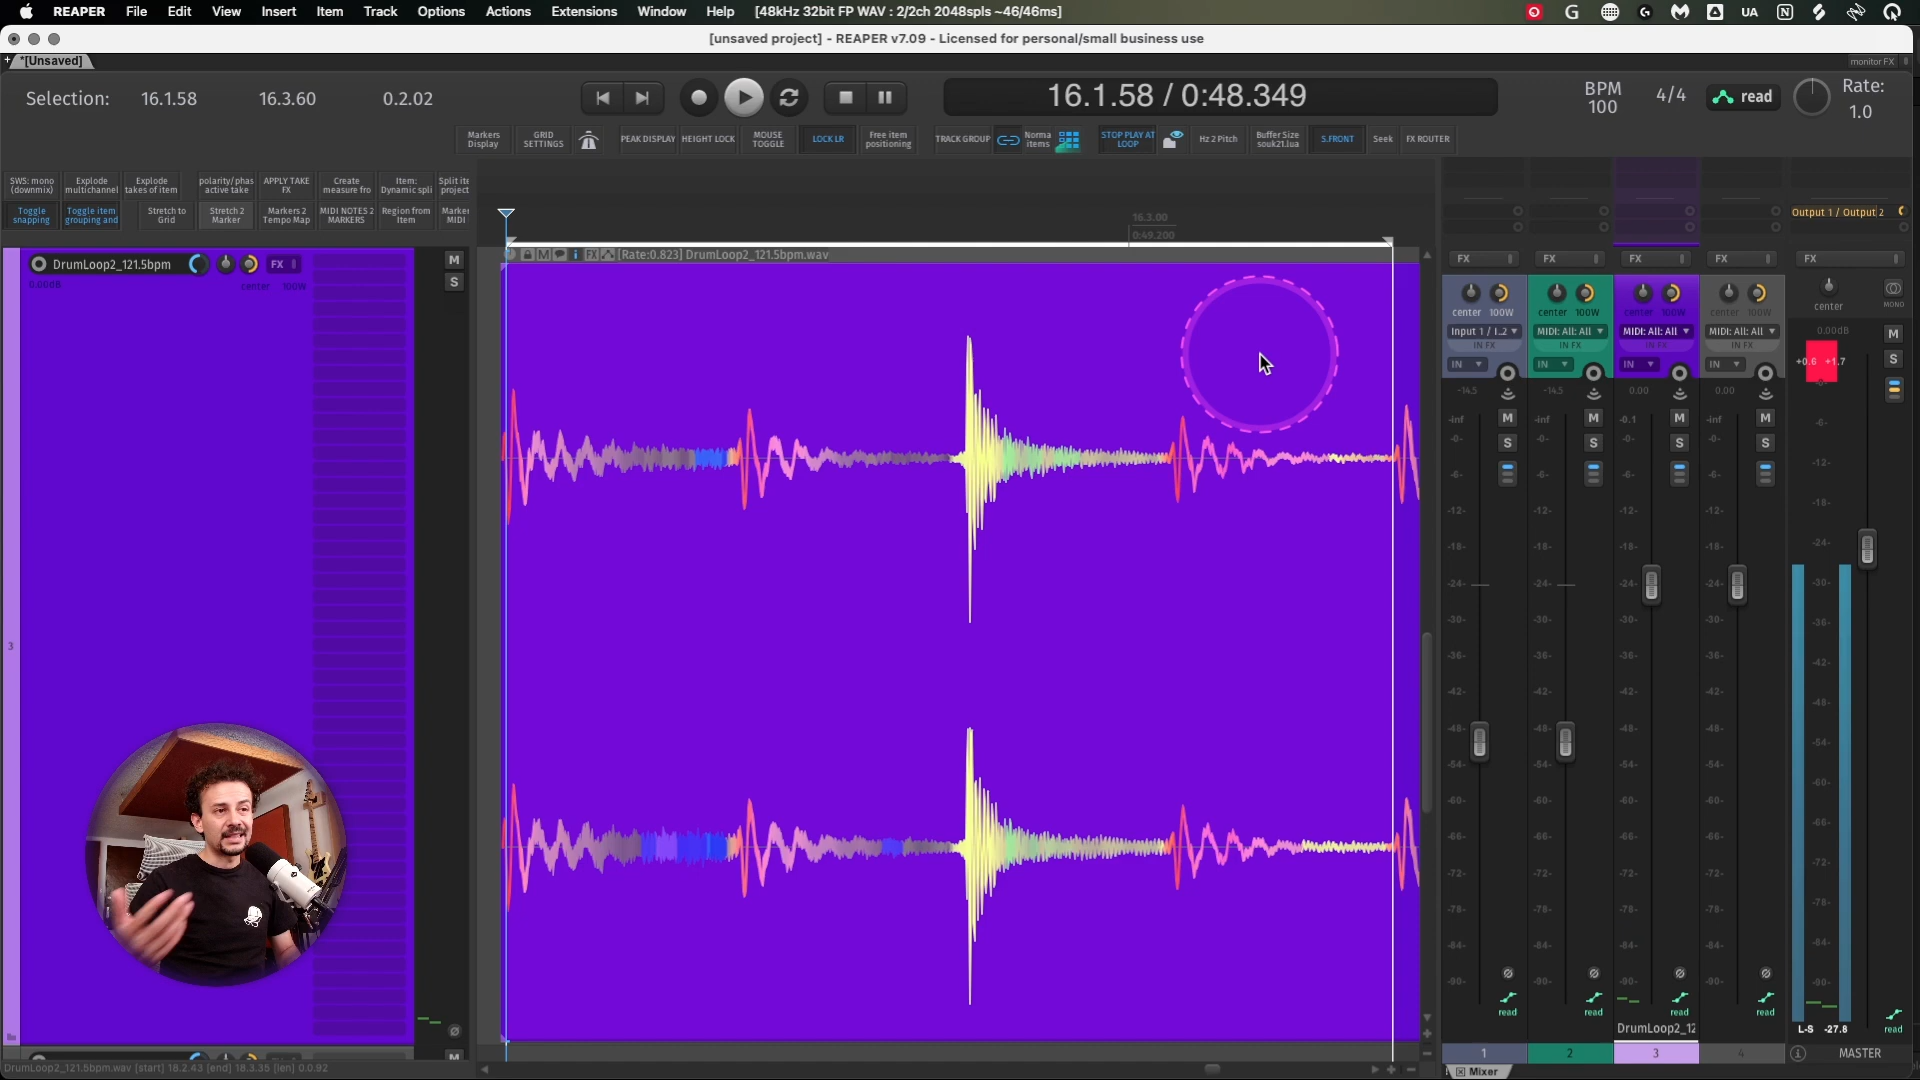 REAPER File Edit View Insert Item Track Options Actions Extensions Window Help [48kHz 32bit FP WAV : 2/2ch 2048spls ~46/46ms] UA
[unsaved project] - REAPER v7.09 - Licensed for personal/small business use
+ *[Unsaved] monitor FX
Selection: 16.1.58 16.3.60 0.2.02
16.1.58 / 0:48.349
BPM 100 4/4 read Rate: 1.0
Markers Display
GRID SETTINGS
PEAK DISPLAY
HEIGHT LOCK
MOUSE TOGGLE
LOCK LR
Free item positioning
TRACK GROUP
Norma items
STOP PLAY AT LOOP
Hz 2 Pitch
Buffer Size souk21.lua
S.FRONT
Seek
FX ROUTER
SWS: mono (downmix)
Explode multichannel
Explode takes of item
polarity/phas active take
APPLY TAKE FX
Create measure fro
Item: Dynamic spli
Split ite project
Toggle snapping
Toggle item grouping and
Stretch to Grid
Stretch 2 Marker
Markers 2 Tempo Map
MIDI NOTES 2 MARKERS
Region from Item
Marker MIDI
16.3.00
0:49.200
Output 1 / Output 2
DrumLoop2_121.5bpm FX
0.00dB center 100W
M
S
[Rate:0.823] DrumLoop2_121.5bpm.wav
3
FX FX FX FX FX
center 100W center 100W center 100W center 100W center MONO
Input 1 / I..2 MIDI: All: All MIDI: All: All MIDI: All: All 0.00dB M
IN FX IN FX IN FX IN FX
IN IN IN IN +0.6 +1.7 S
-14.5 -14.5 0.00 0.00
-inf M -inf M -0.1 M -inf M
-0- S -0- S -0- S -0- S
-6- -6- -6- -6- -6-
-12- -12- -12- -12- -12-
-18- -18- -18- -18- -18-
-24- -24- -24- -24- -24-
-30- -30- -30- -30- -30-
-36- -36- -36- -36- -36-
-42- -42- -42- -42- -42-
-48- -48- -48- -48- -48-
-54- -54- -54- -54- -54-
-60- -60- -60- -60- -60-
-66- -66- -66- -66- -66-
-72- -72- -72- -72- -72-
-78- -78- -78- -78- -78-
-84- -84- -84- -84- -84-
-90- -90- -90- -90- -90-
read read read read read
L-S -27.8
DrumLoop2_12
1 2 3 4 MASTER
DrumLoop2_121.5bpm.wav [start] 18.2.43 [end] 18.3.35 [len] 0.0.92
Mixer